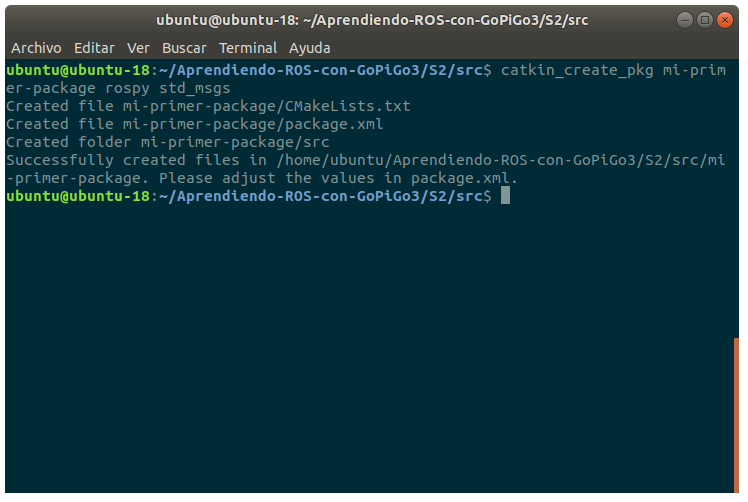 ubuntu@ubuntu-18: ~/Aprendiendo-ROS-con-GoPiGo3/S2/src
Archivo Editar Ver Buscar Terminal Ayuda
ubuntu@ubuntu-18:~/Aprendiendo-ROS-con-GoPiGo3/S2/src$ catkin_create_pkg mi-prim
er-package rospy std_msgs
Created file mi-primer-package/CMakeLists.txt
Created file mi-primer-package/package.xml
Created folder mi-primer-package/src
Successfully created files in /home/ubuntu/Aprendiendo-ROS-con-GoPiGo3/S2/src/mi
-primer-package. Please adjust the values in package.xml.
ubuntu@ubuntu-18:~/Aprendiendo-ROS-con-GoPiGo3/S2/src$